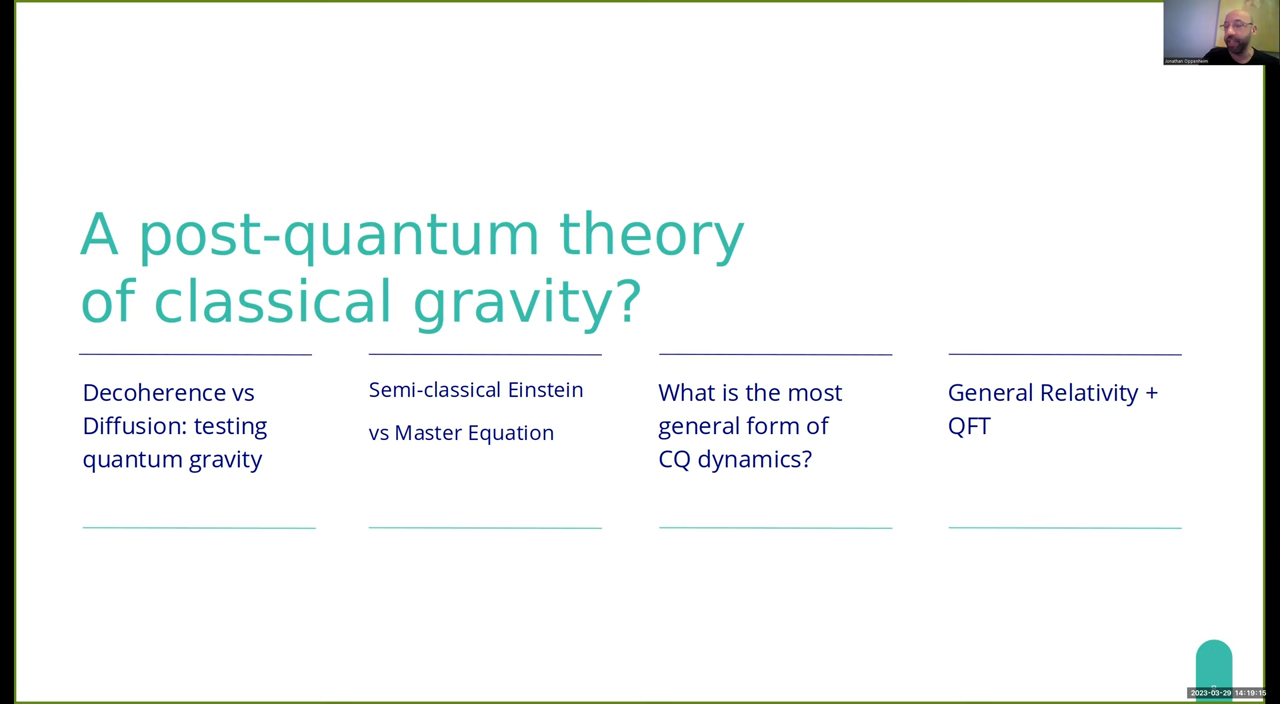 Jonathan Oppenheim
A post-quantum theory
of classical gravity?
Decoherence vs
Diffusion: testing
quantum gravity
Semi-classical Einstein
vs Master Equation
What is the most
general form of
CQ dynamics?
General Relativity +
QFT
2023-03-29 14:19:15